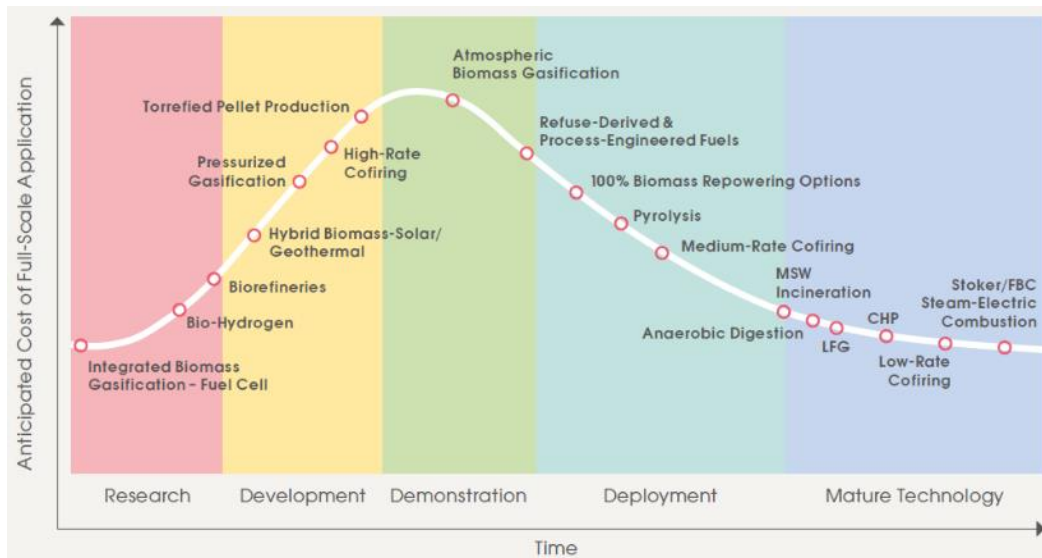 Anticipated Cost of Full-Scale Application
Atmospheric
Biomass Gasification
Torrefied Pellet Production
Refuse-Derived &
Process-Engineered Fuels
Pressurized
Gasification
High-Rate
Cofiring
100% Biomass Repowering Options
Pyrolysis
Hybrid Biomass-Solar/
Geothermal
Medium-Rate Cofiring
Biorefineries
MSW
Incineration
Stoker/FBC
Steam-Electric
Combustion
Bio-Hydrogen
Anaerobic Digestion
CHP
LFG
Integrated Biomass
Gasification - Fuel Cell
Low-Rate
Cofiring
Research
Development
Demonstration
Deployment
Mature Technology
Time